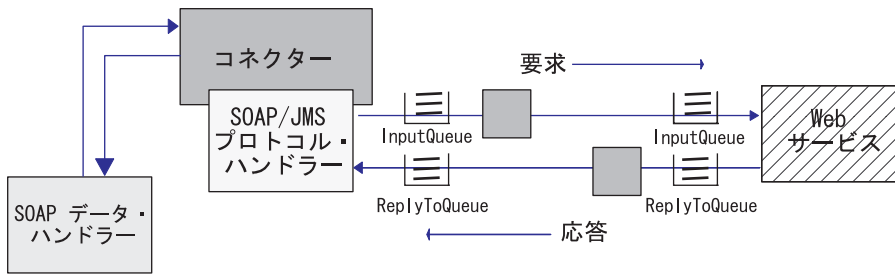 コネクター
SOAP/JMS
プロトコル・
ハンドラー
SOAP データ・
ハンドラー
要求
InputQueue
InputQueue
Web
サービス
ReplyToQueue
ReplyToQueue
応答